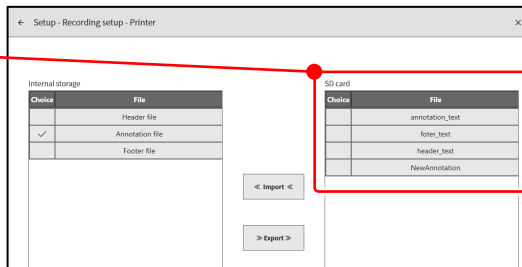 ← Setup - Recording setup - Printer ×
Internal storage
Choice File
Header file
✓ Annotation file
Footer file
≪ Import ≪
≫ Export ≫
SD card
Choice File
annotation_text
foter_text
header_text
NewAnnotation